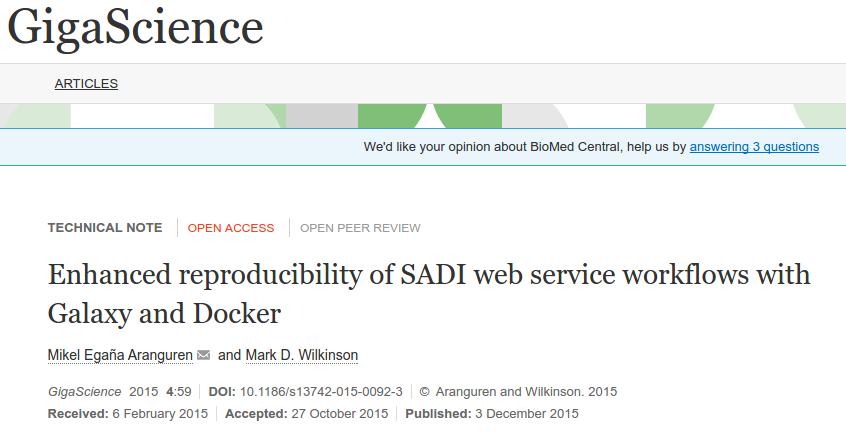 GigaScience
ARTICLES
We'd like your opinion about BioMed Central, help us by answering 3 questions
TECHNICAL NOTE OPEN ACCESS OPEN PEER REVIEW
Enhanced reproducibility of SADI web service workflows with
Galaxy and Docker
Mikel Egaña Aranguren and Mark D. Wilkinson
GigaScience 2015 4:59 DOI: 10.1186/s13742-015-0092-3 © Aranguren and Wilkinson. 2015
Received: 6 February 2015 Accepted: 27 October 2015 Published: 3 December 2015